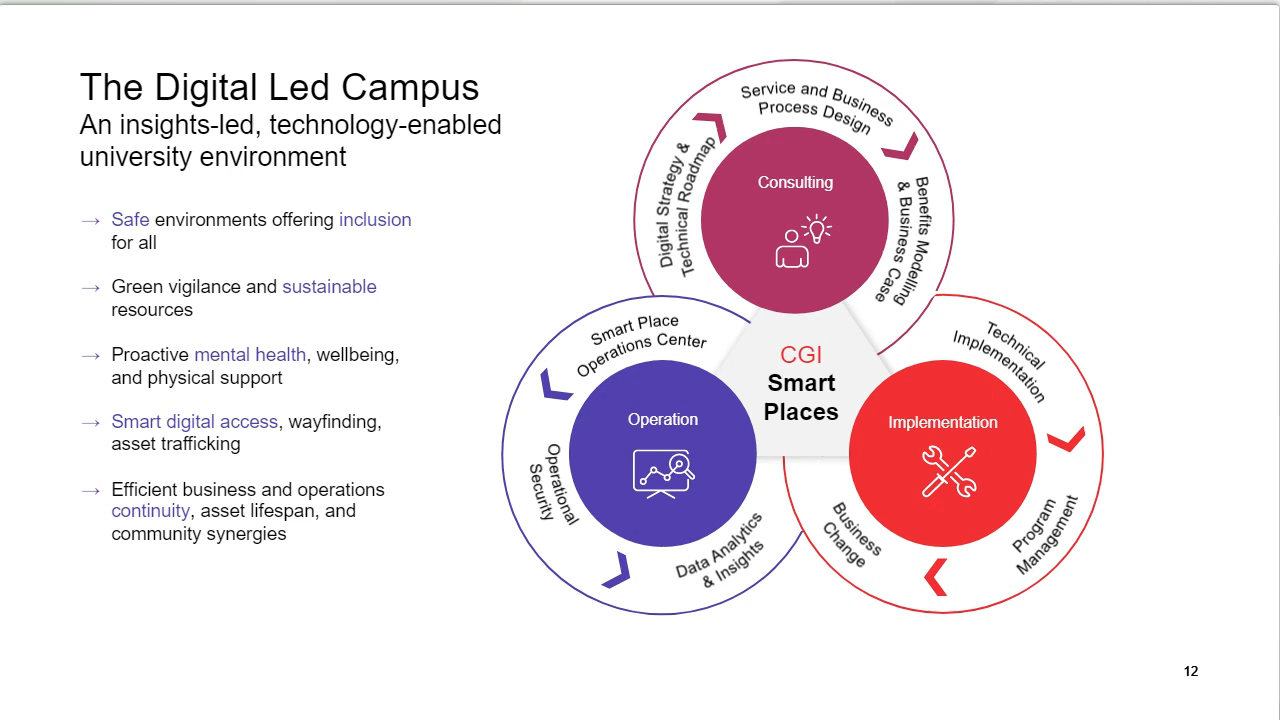 The Digital Led Campus
An insights-led, technology-enabled
university environment
→ Safe environments offering inclusion
for all
→ Green vigilance and sustainable
resources
→ Proactive mental health, wellbeing,
and physical support
→ Smart digital access, wayfinding,
asset trafficking
→ Efficient business and operations
continuity, asset lifespan, and
community synergies
Digital Strategy &
Technical Roadmap
Service and Business
Process Design
Benefits Modelling
& Business Case
Consulting
CGI
Smart
Places
Smart Place
Operations Center
Operational
Security
Data Analytics
& Insights
Operation
Technical
Implementation
Program
Management
Business
Change
Implementation
12